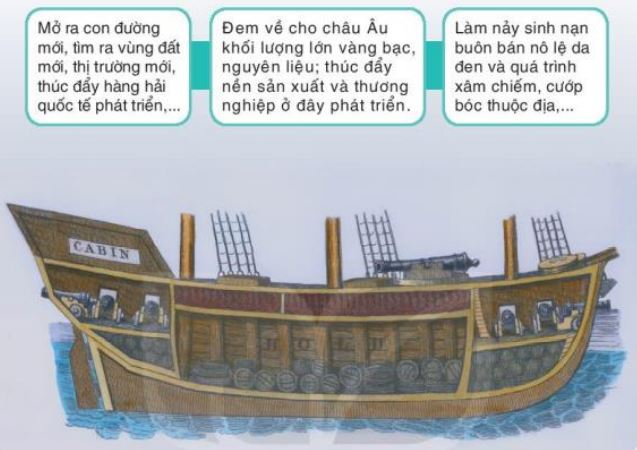 Mở ra con đường
mới, tìm ra vùng đất
mới, thị trường mới,
thúc đẩy hàng hải
quốc tế phát triển,...
Đem về cho châu Âu
khối lượng lớn vàng bạc,
nguyên liệu; thúc đẩy
nền sản xuất và thương
nghiệp ở đây phát triển.
Làm nảy sinh nạn
buôn bán nô lệ da
đen và quá trình
xâm chiếm, cướp
bóc thuộc địa,...
CABIN
HOLD